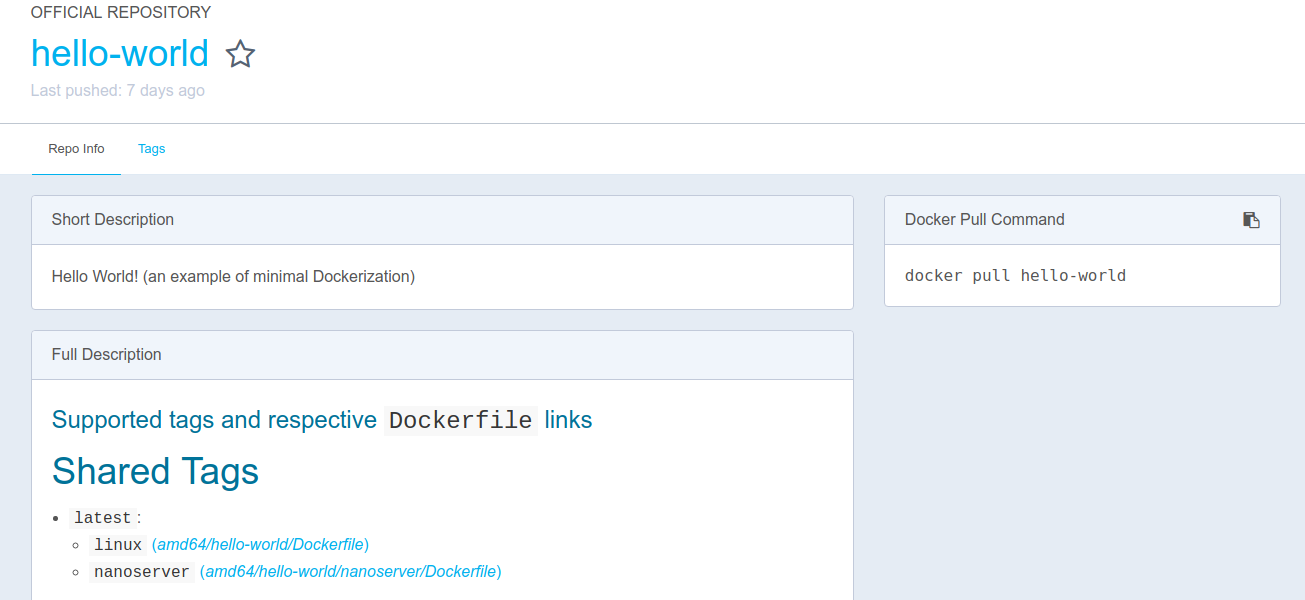 OFFICIAL REPOSITORY
hello-world
Last pushed: 7 days ago
Repo Info Tags
Short Description
Hello World! (an example of minimal Dockerization)
Docker Pull Command
docker pull hello-world
Full Description
Supported tags and respective Dockerfile links
Shared Tags
latest :
linux (amd64/hello-world/Dockerfile)
nanoserver (amd64/hello-world/nanoserver/Dockerfile)